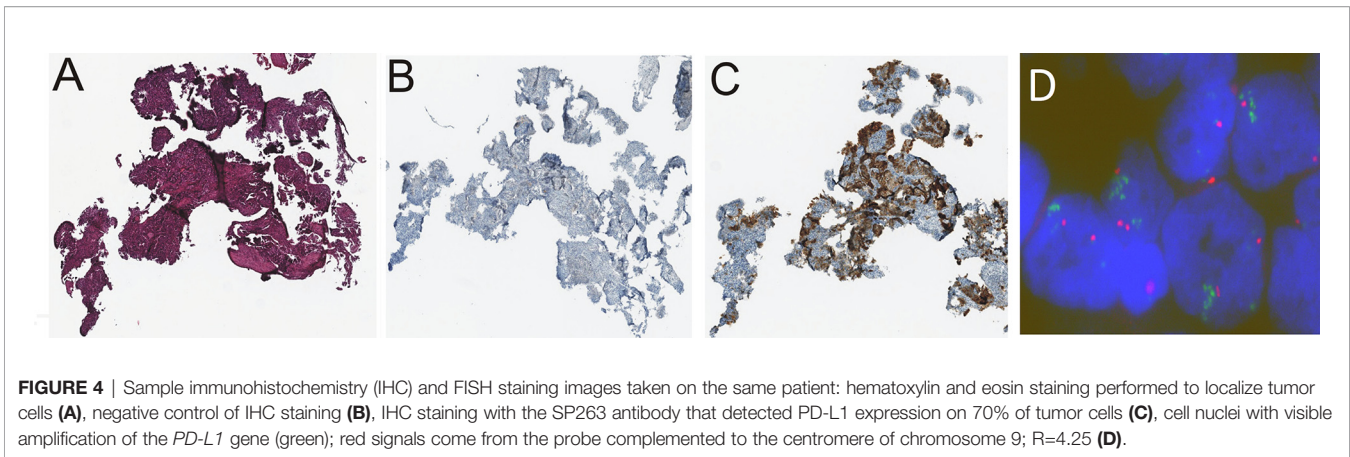 A
B
C
D
FIGURE 4 | Sample immunohistochemistry (IHC) and FISH staining images taken on the same patient: hematoxylin and eosin staining performed to localize tumor
cells (A), negative control of IHC staining (B), IHC staining with the SP263 antibody that detected PD-L1 expression on 70% of tumor cells (C), cell nuclei with visible
amplification of the PD-L1 gene (green); red signals come from the probe complemented to the centromere of chromosome 9; R=4.25 (D).